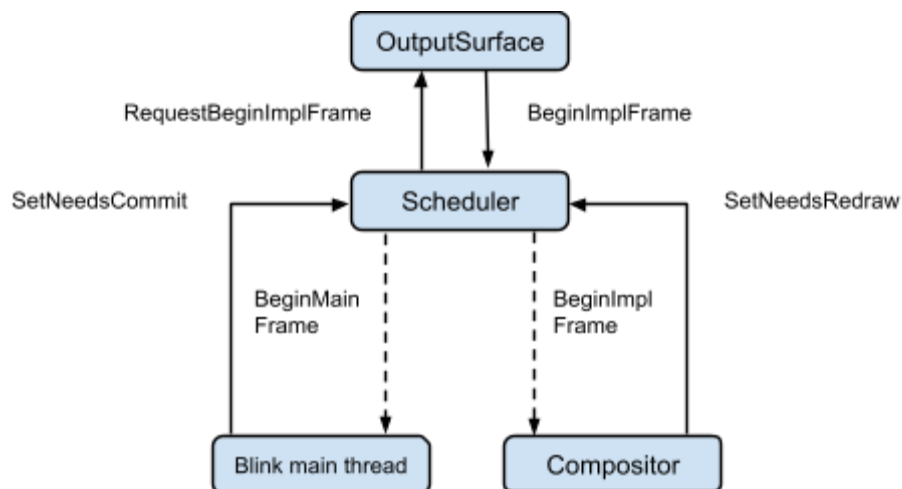 OutputSurface
RequestBeginImplFrame
BeginImplFrame
SetNeedsCommit
Scheduler
SetNeedsRedraw
BeginMain
Frame
BeginImpl
Frame
Blink main thread
Compositor